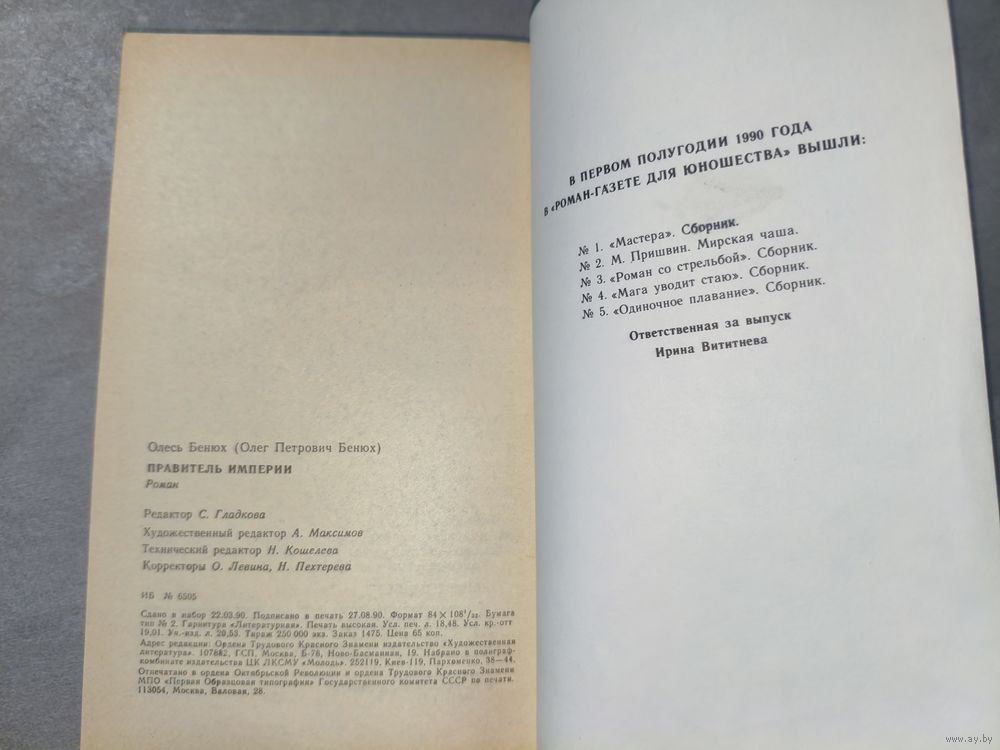 Олесь Бенюх (Олег Петрович Бенюх)
ПРАВИТЕЛЬ ИМПЕРИИ
Роман
Редактор С. Гладкова
Художественный редактор А. Максимов
Технический редактор Н. Кошелева
Корректоры О. Левина, Н. Пехтерева
ИБ № 6505
Сдано в набор 22.03.90. Подписано в печать 27.08.90. Формат 84×108¹/₃₂. Бумага
тип № 2. Гарнитура «Литературная». Печать высокая. Усл. печ. л. 18,48. Усл. кр.-отт
19,01. Уч.-изд. л. 20,53. Тираж 250 000 экз. Заказ 1475. Цена 65 коп.
Адрес редакции: Ордена Трудового Красного Знамени издательство «Художественная
литература». 107882, ГСП, Москва, Б-78, Ново-Басманная, 19. Набрано в полиграф-
комбинате издательства ЦК ЛКСМУ «Молодь». 252119, Киев-119, Пархоменко, 38—44.
Отпечатано в ордена Октябрьской Революции и ордена Трудового Красного Знамени
МПО «Первая Образцовая типография» Государственного комитета СССР по печати.
113054, Москва, Валовая, 28.
В ПЕРВОМ ПОЛУГОДИИ 1990 ГОДА
В «РОМАН-ГАЗЕТЕ ДЛЯ ЮНОШЕСТВА» ВЫШЛИ:
№ 1. «Мастера». Сборник.
№ 2. М. Пришвин. Мирская чаша.
№ 3. «Роман со стрельбой». Сборник.
№ 4. «Мага уводит стаю». Сборник.
№ 5. «Одиночное плавание». Сборник.
Ответственная за выпуск
Ирина Вититнева
www.ay.by